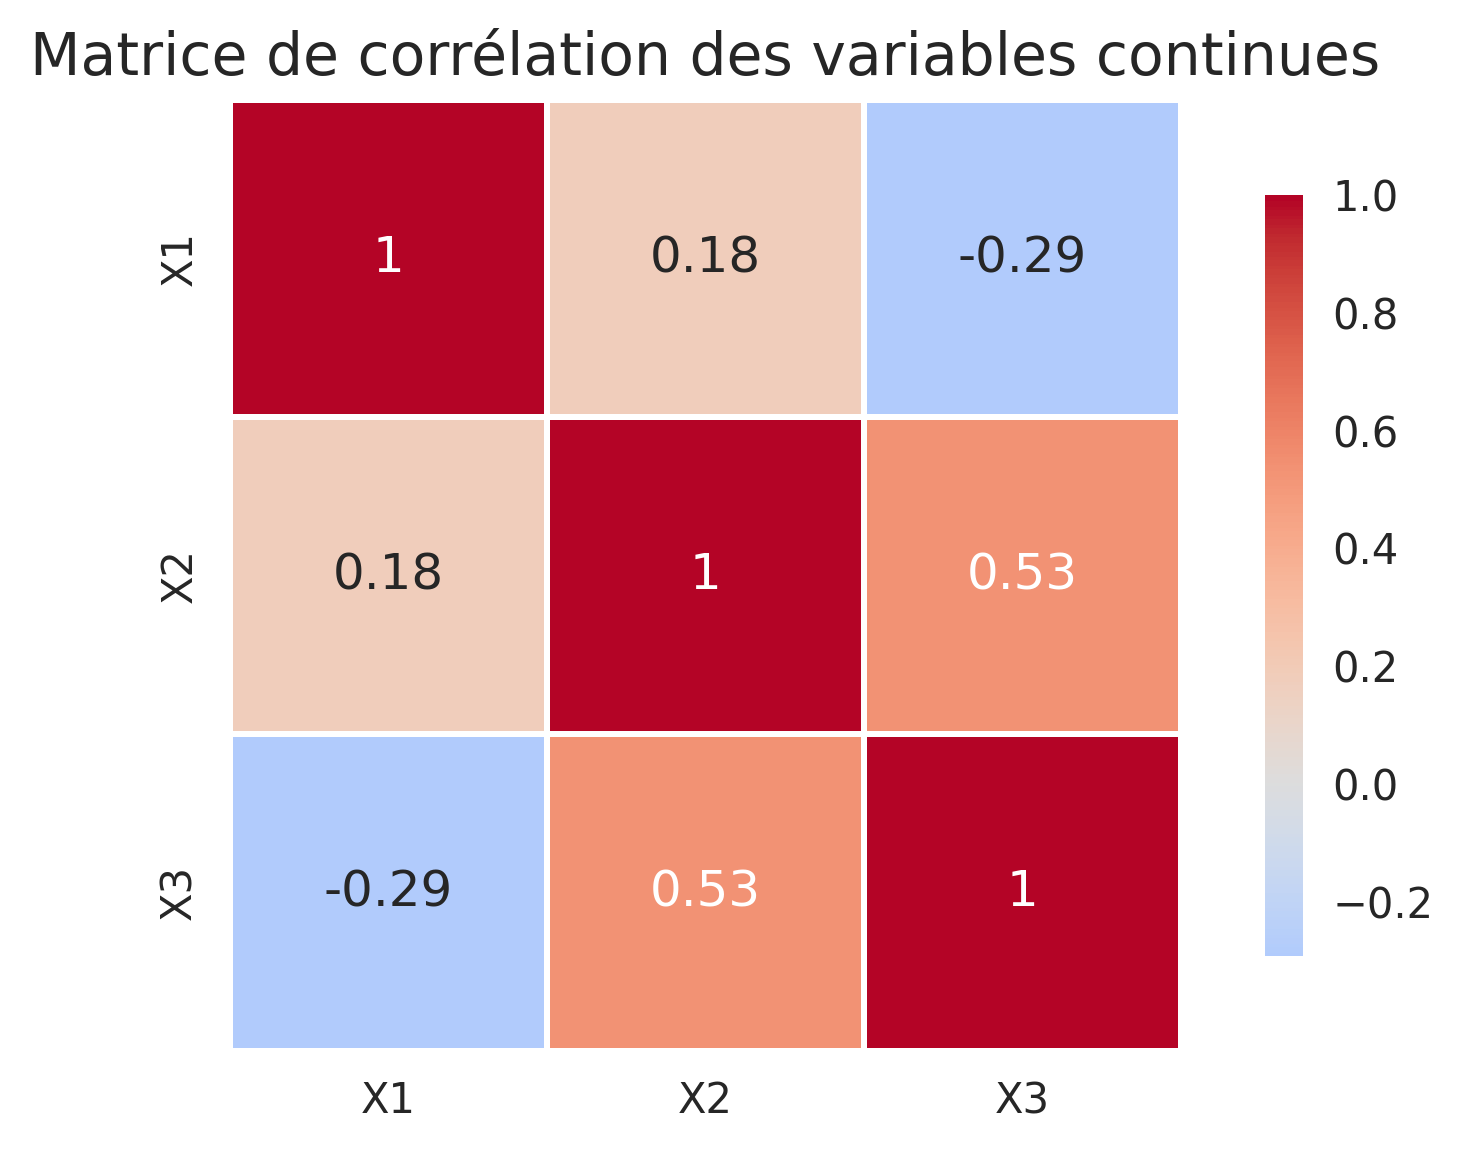 Matrice de corrélation des variables continues
X1 1 0.18 -0.29
X2 0.18 1 0.53
X3 -0.29 0.53 1
X1 X2 X3
1.0
0.8
0.6
0.4
0.2
0.0
−0.2